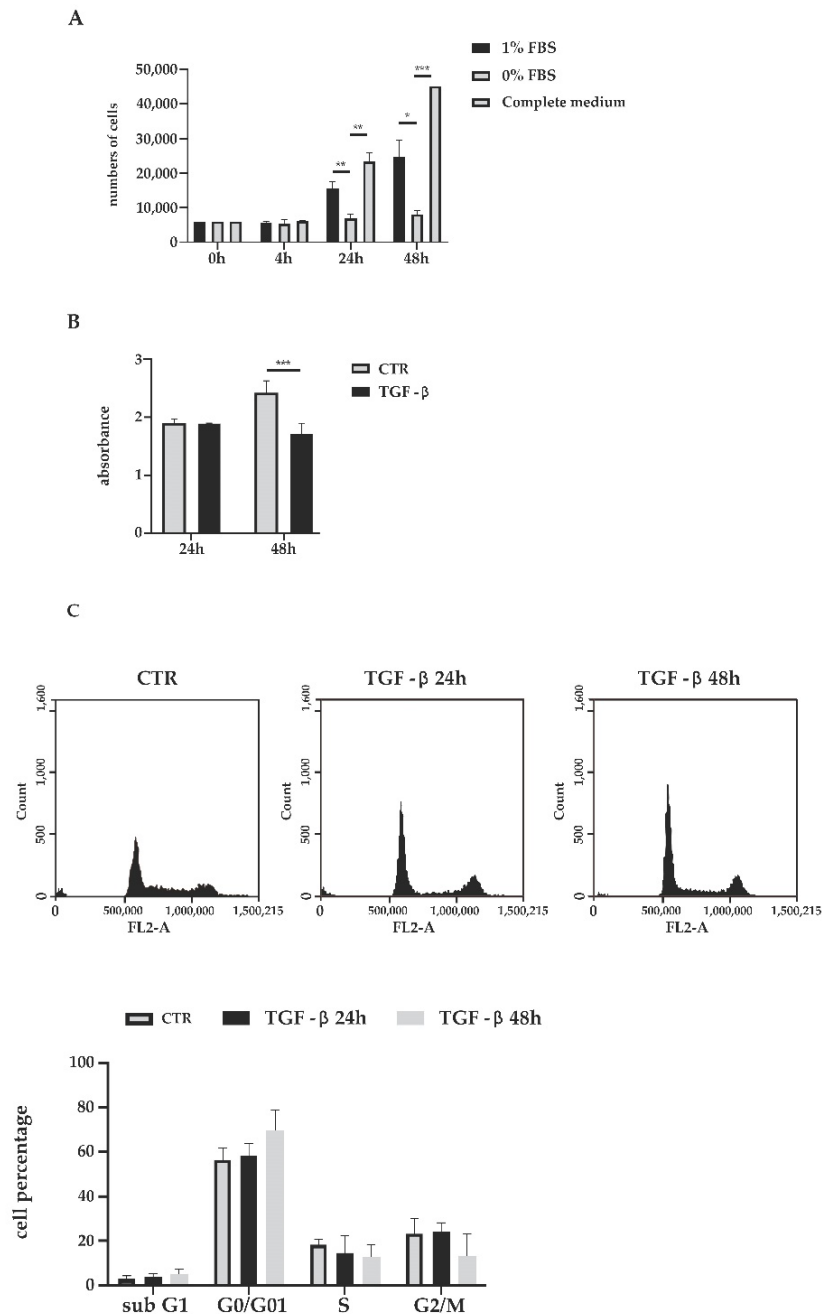 A
1% FBS
0% FBS
Complete medium
numbers of cells
50,000
40,000
30,000
20,000
10,000
0
** ** * ***
0h 4h 24h 48h
B
CTR
TGF -β
absorbance
3
2
1
0
***
24h 48h
C
CTR
Count
1,600
1,000
500
0
0 500,000 1,000,000 1,500,215
FL2-A
TGF -β 24h
Count
1,600
1,000
500
0
0 500,000 1,000,000 1,500,215
FL2-A
TGF -β 48h
Count
1,600
1,000
500
0
0 500,000 1,000,000 1,500,215
FL2-A
CTR TGF -β 24h TGF -β 48h
cell percentage
100
80
60
40
20
0
sub G1 G0/G01 S G2/M